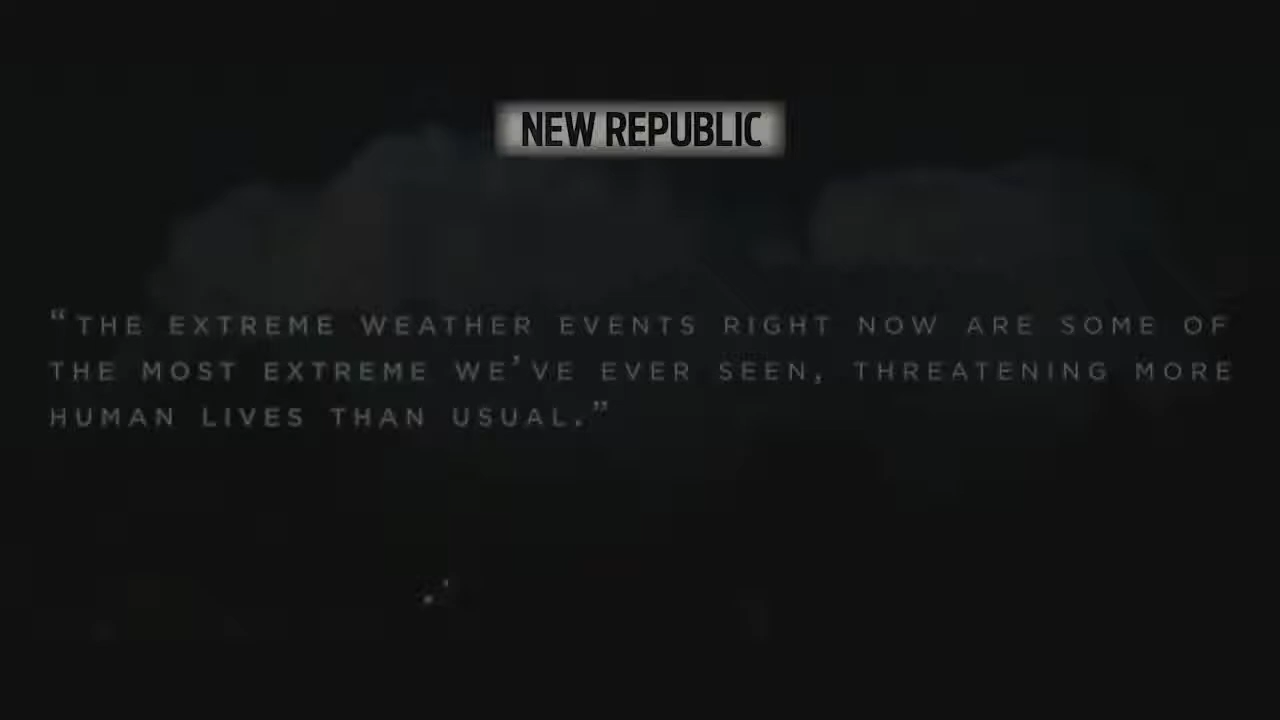 NEW REPUBLIC
“THE EXTREME WEATHER EVENTS RIGHT NOW ARE SOME OF
THE MOST EXTREME WE’VE EVER SEEN, THREATENING MORE
HUMAN LIVES THAN USUAL.”